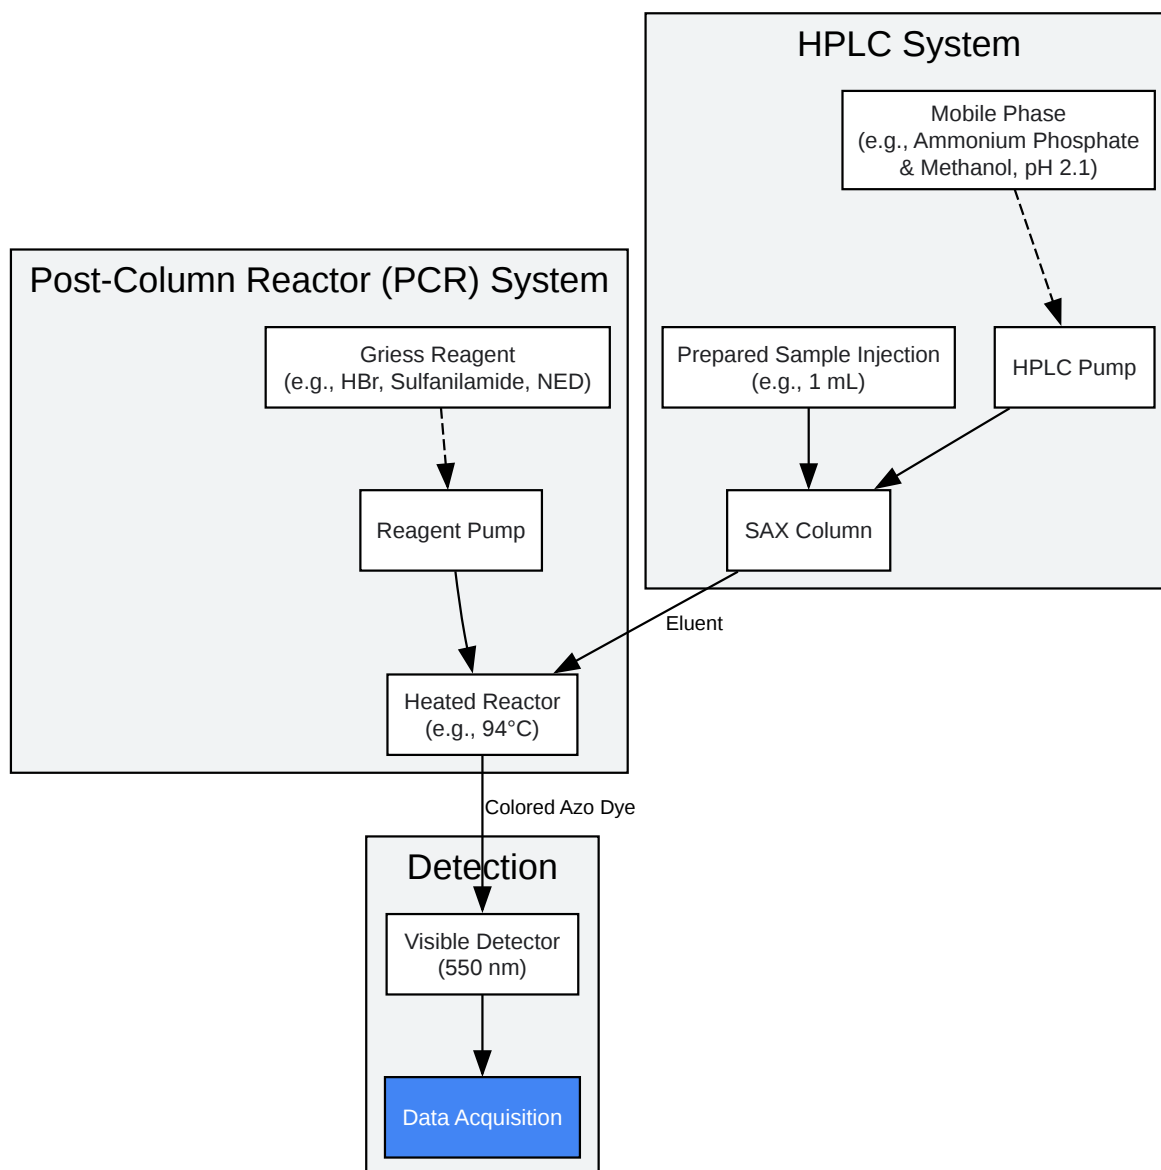 HPLC System
Mobile Phase
(e.g., Ammonium Phosphate
& Methanol, pH 2.1)
Post-Column Reactor (PCR) System
Griess Reagent
(e.g., HBr, Sulfanilamide, NED)
Prepared Sample Injection
(e.g., 1 mL)
HPLC Pump
Reagent Pump
SAX Column
Eluent
Heated Reactor
(e.g., 94°C)
Colored Azo Dye
Detection
Visible Detector
(550 nm)
Data Acquisition